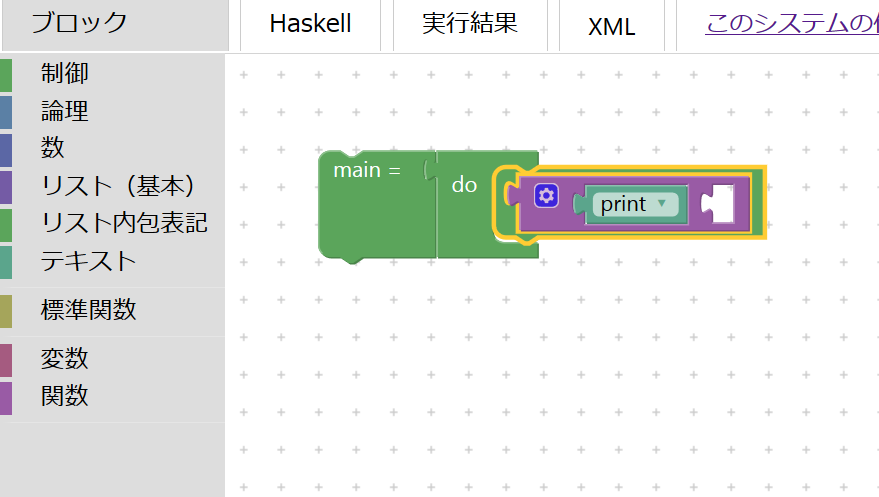 ブロック
Haskell
実行結果
XML
このシステムの
制御
論理
数
リスト（基本）
リスト内包表記
テキスト
標準関数
変数
関数
main =
do
print